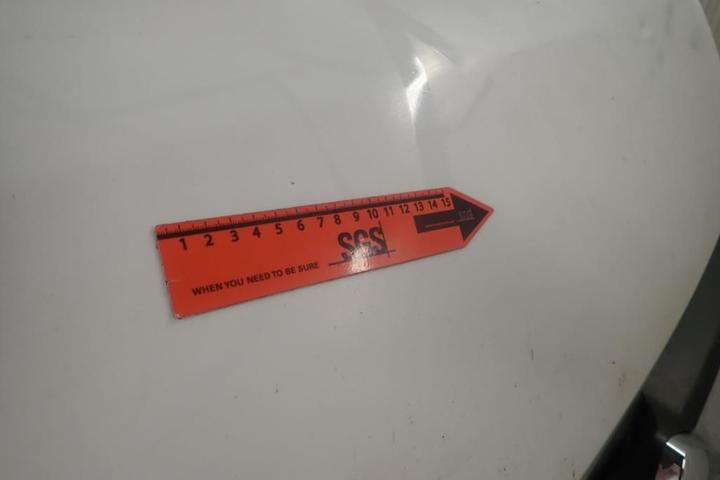 1 2 3 4 5 6 7 8 9 10 11 12 13 14 15
SGS
WHEN YOU NEED TO BE SURE